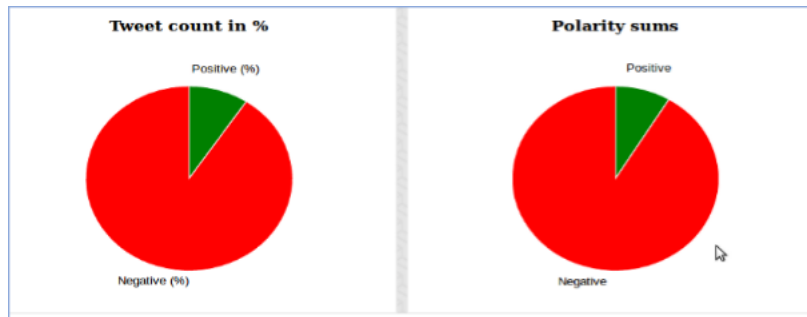 Tweet count in %
Positive (%)
Negative (%)
Polarity sums
Positive
Negative